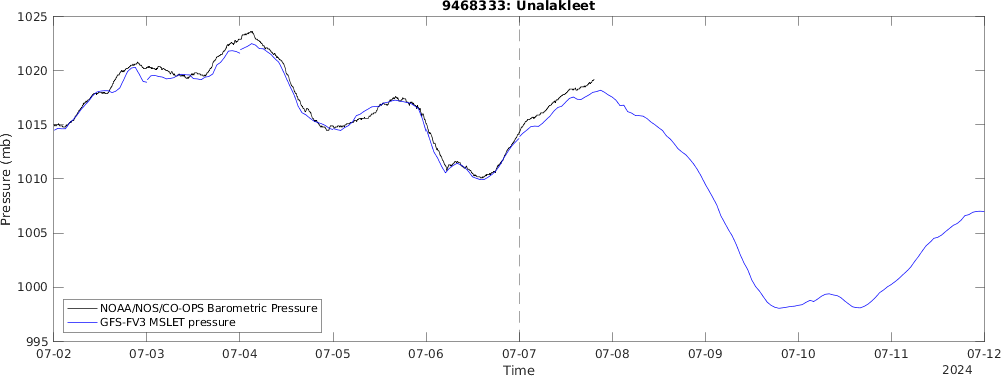 9468333: Unalakleet
Pressure (mb)
1025
1020
1015
1010
1005
1000
995
NOAA/NOS/CO-OPS Barometric Pressure
GFS-FV3 MSLET pressure
07-02 07-03 07-04 07-05 07-06 07-07 07-08 07-09 07-10 07-11 07-12
Time
2024